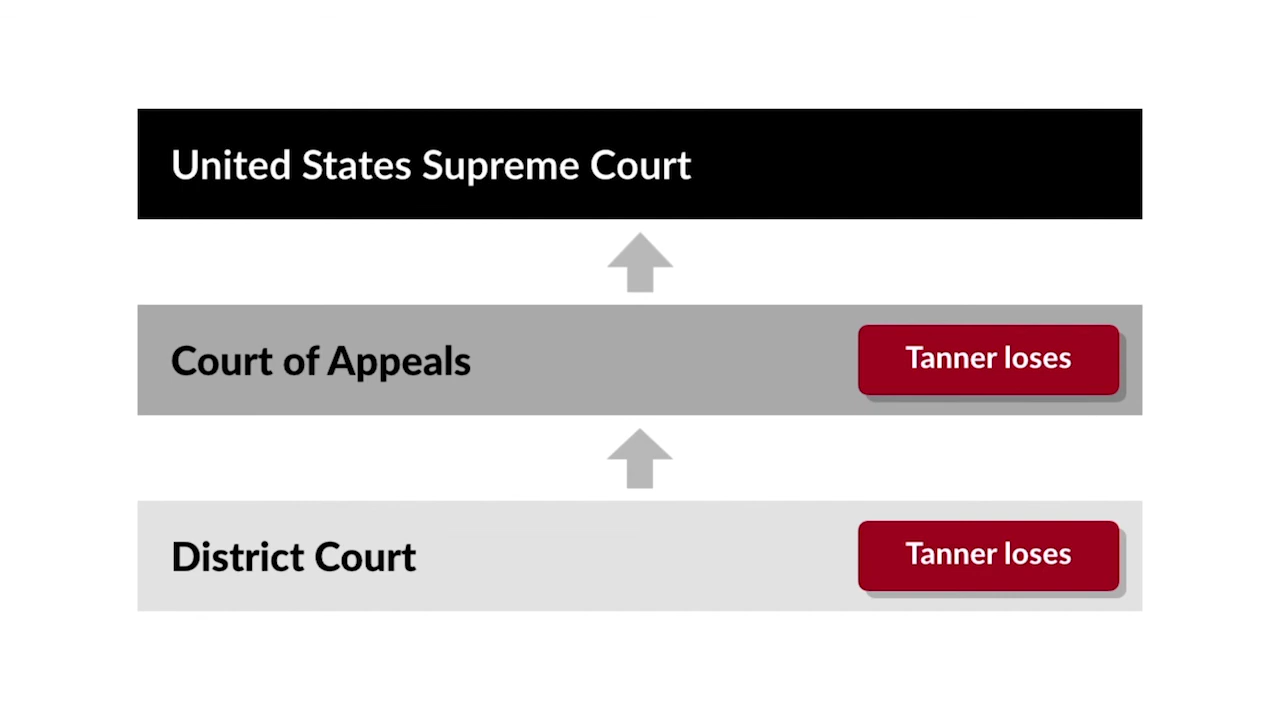 United States Supreme Court
Court of Appeals
Tanner loses
District Court
Tanner loses